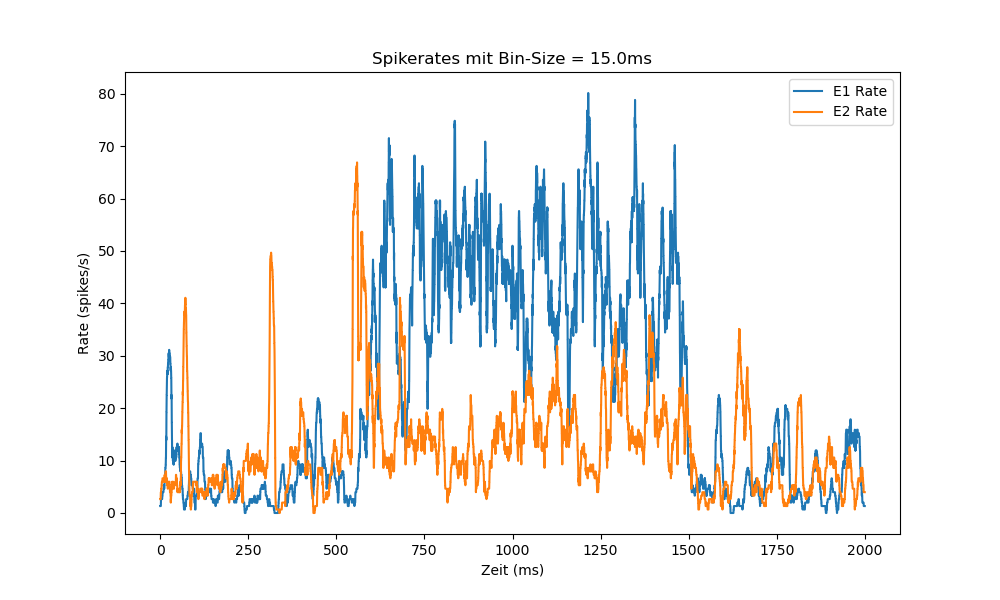 Spikerates mit Bin-Size = 15.0ms
E1 Rate
E2 Rate
Rate (spikes/s)
80
70
60
50
40
30
20
10
0
0 250 500 750 1000 1250 1500 1750 2000
Zeit (ms)